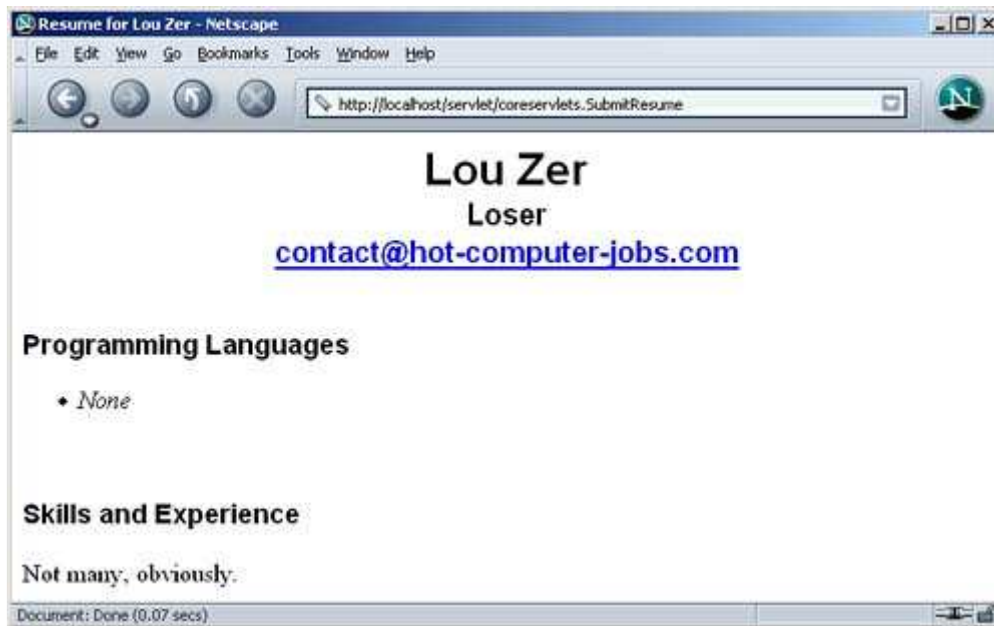 Resume for Lou Zer - Netscape
File Edit View Go Bookmarks Tools Window Help
http://localhost/servlet/coreservlets.SubmitResume
N
Lou Zer
Loser
contact@hot-computer-jobs.com
Programming Languages
• None
Skills and Experience
Not many, obviously.
Document: Done (0.07 secs)